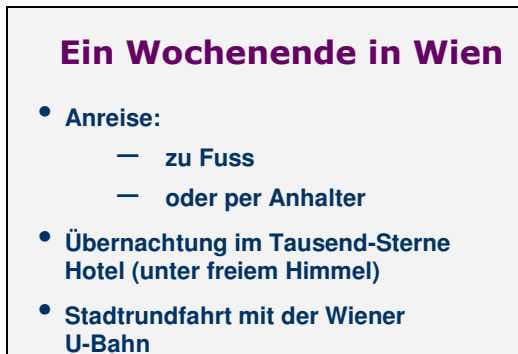 Ein Wochenende in Wien
• Anreise:
— zu Fuss
— oder per Anhalter
• Übernachtung im Tausend-Sterne
Hotel (unter freiem Himmel)
• Stadtrundfahrt mit der Wiener
U-Bahn